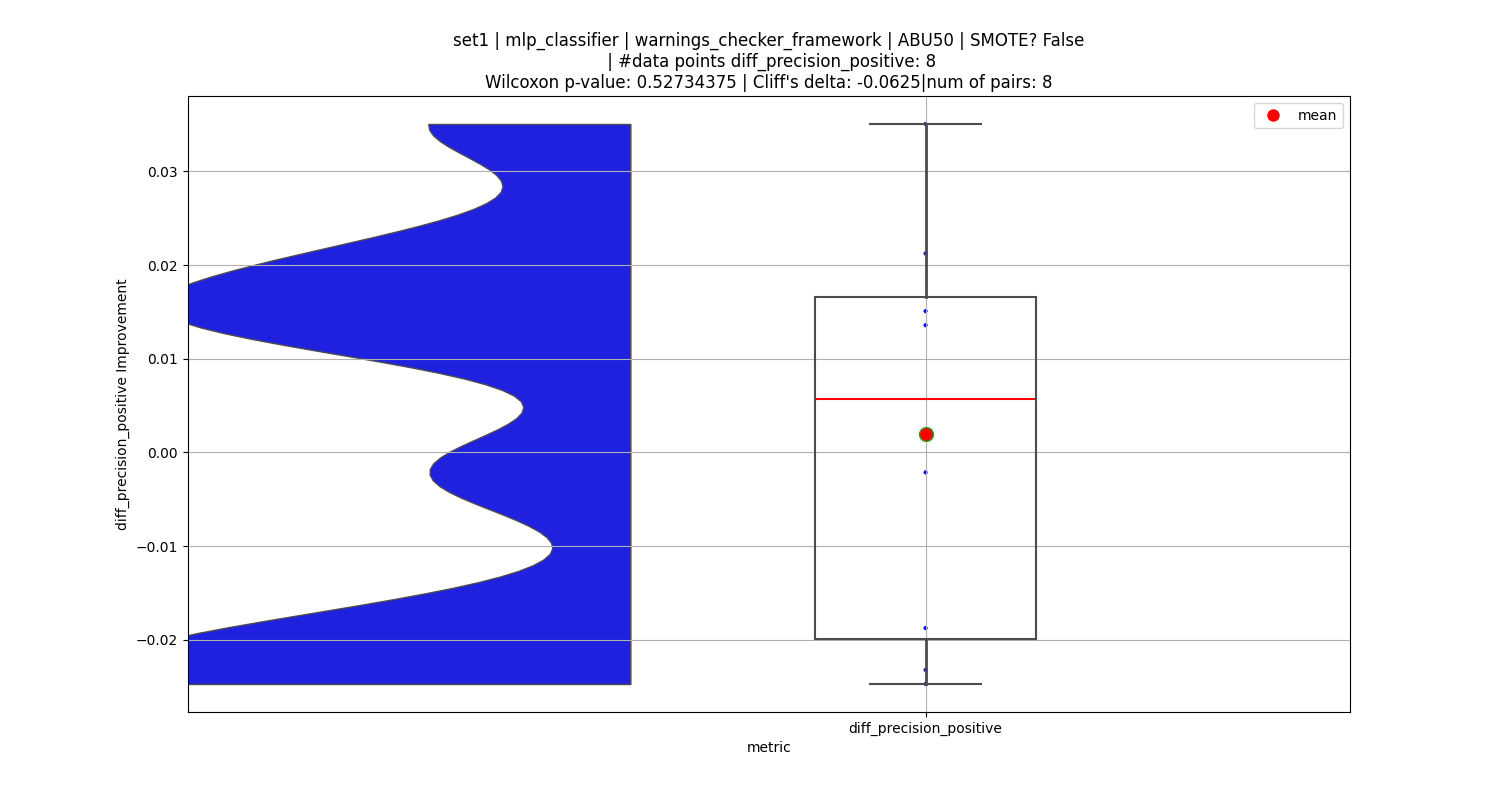 set1 | mlp_classifier | warnings_checker_framework | ABU50 | SMOTE? False
| #data points diff_precision_positive: 8
Wilcoxon p-value: 0.52734375 | Cliff's delta: -0.0625|num of pairs: 8
mean
0.03
0.02
0.01
0.00
−0.01
−0.02
diff_precision_positive Improvement
diff_precision_positive
metric